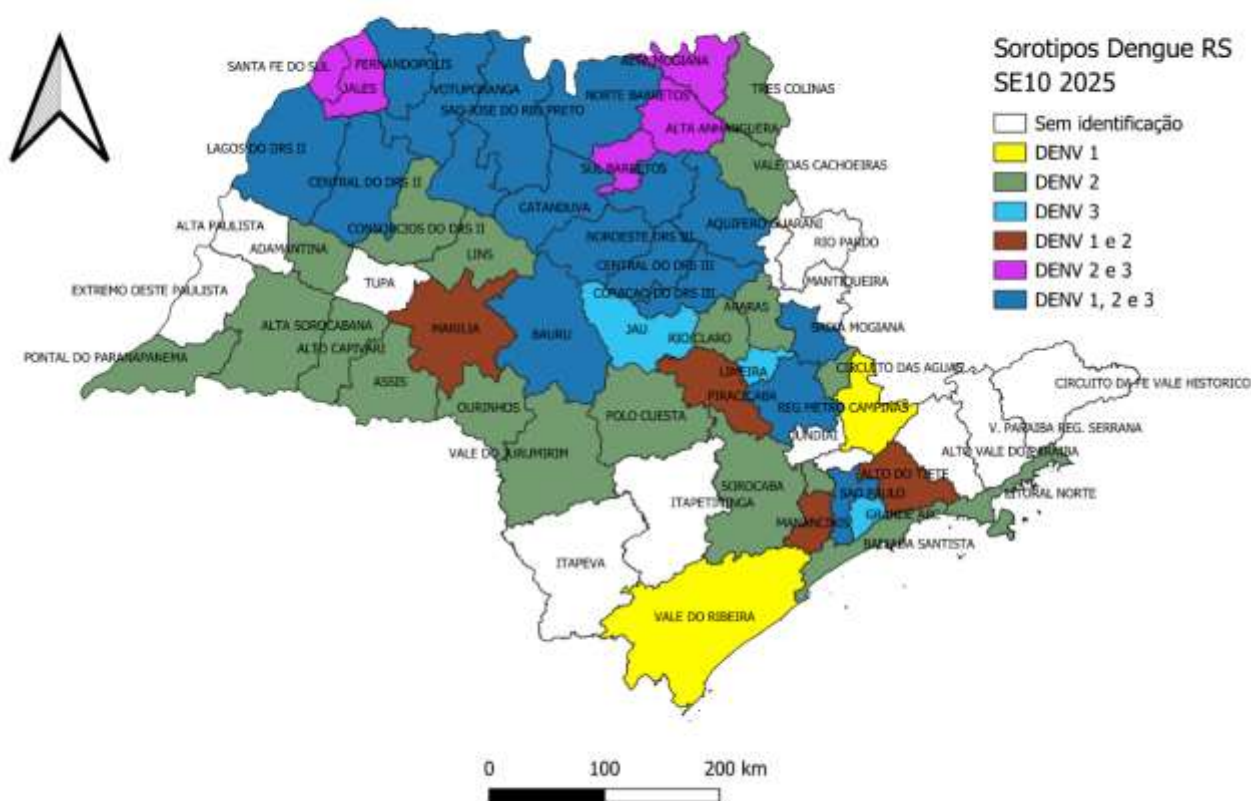 Sorotipos Dengue RS
SE10 2025
Sem identificação
DENV 1
DENV 2
DENV 3
DENV 1 e 2
DENV 2 e 3
DENV 1, 2 e 3
SANTA FE DO SUL
FERNANDOPOLIS
JALES
VOTUPORANGA
SAO JOSE DO RIO PRETO
ALTA MOGIANA
NORTE BARRETOS
TRES COLINAS
ALTA ANHANGUERA
LAGOS DO DRS II
CENTRAL DO DRS II
SUL BARRETOS
VALE DAS CACHOEIRAS
CATANDUVA
ALTA PAULISTA
CONSORCIOS DO DRS II
AQUIFERO GUARANI
NOROESTE DRS III
RIO PARDO
ADAMANTINA
LINS
CENTRAL DO DRS III
MANTIQUEIRA
TUPA
EXTREMO OESTE PAULISTA
CORACAO DO DRS III
ARARAS
BAIXA MOGIANA
ALTA SOROCABANA
MARILIA
BAURU
JAU
RIO CLARO
ALTO CAPIVARI
PONTAL DO PARANAPANEMA
LIMEIRA
CIRCUITO DAS AGUAS
ASSIS
PIRACICABA
CIRCUITO DA FE VALE HISTORICO
OURINHOS
POLO CUESTA
REG METRO CAMPINAS
V. PARAIBA REG. SERRANA
JUNDIAI
VALE DO JURUMIRIM
ALTO VALE DO PARAIBA
ALTO DO TIETE
SOROCABA
SAO PAULO
LITORAL NORTE
ITAPETININGA
MANANCIAIS
GRANDE ABC
BAIXADA SANTISTA
ITAPEVA
VALE DO RIBEIRA
0 100 200 km